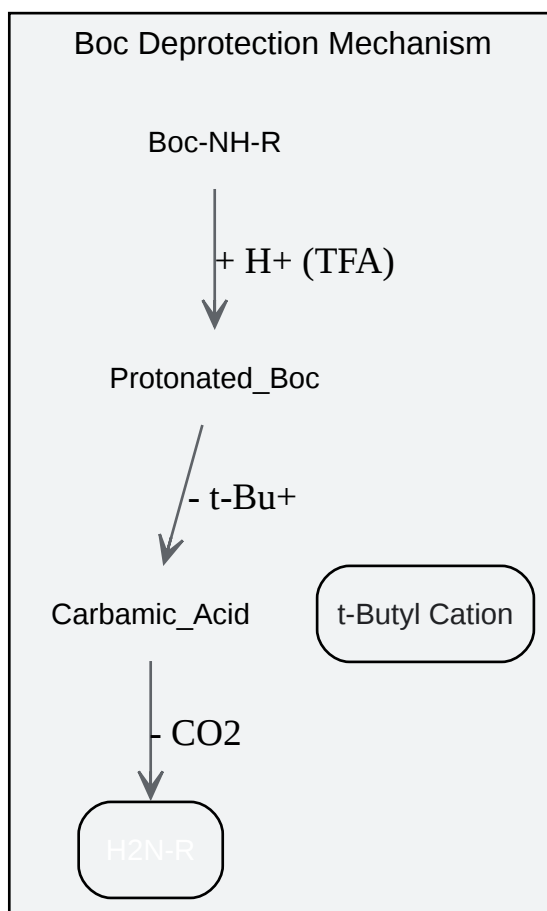 Boc Deprotection Mechanism
Boc-NH-R
+ H+ (TFA)
Protonated_Boc
- t-Bu+
Carbamic_Acid
t-Butyl Cation
- CO2
H2N-R